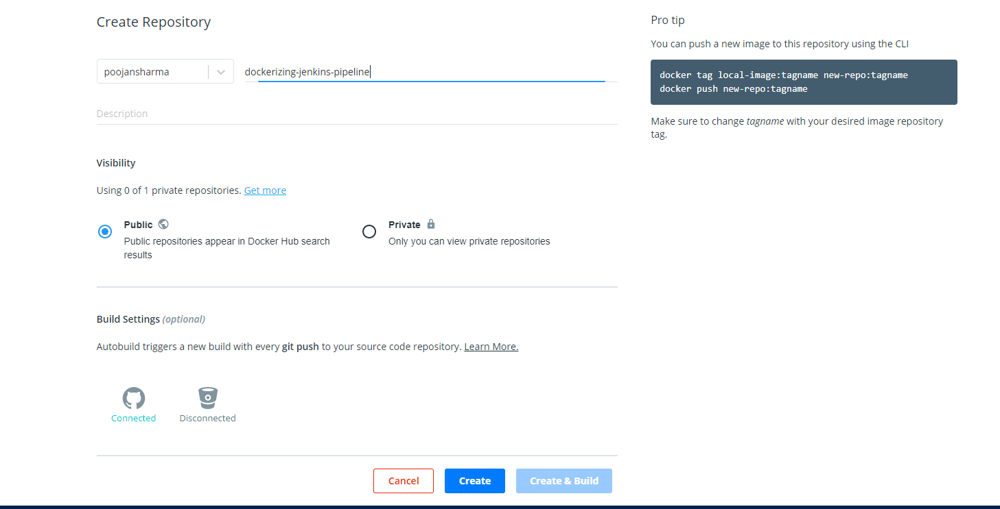 Create Repository
poojansharma
dockerizing-jenkins-pipeline
Description
Visibility
Using 0 of 1 private repositories. Get more
Public
Public repositories appear in Docker Hub search
results
Private
Only you can view private repositories
Build Settings (optional)
Autobuild triggers a new build with every git push to your source code repository. Learn More.
Connected
Disconnected
Cancel
Create
Create & Build
Pro tip
You can push a new image to this repository using the CLI
docker tag local-image:tagname new-repo:tagname
docker push new-repo:tagname
Make sure to change tagname with your desired image repository
tag.